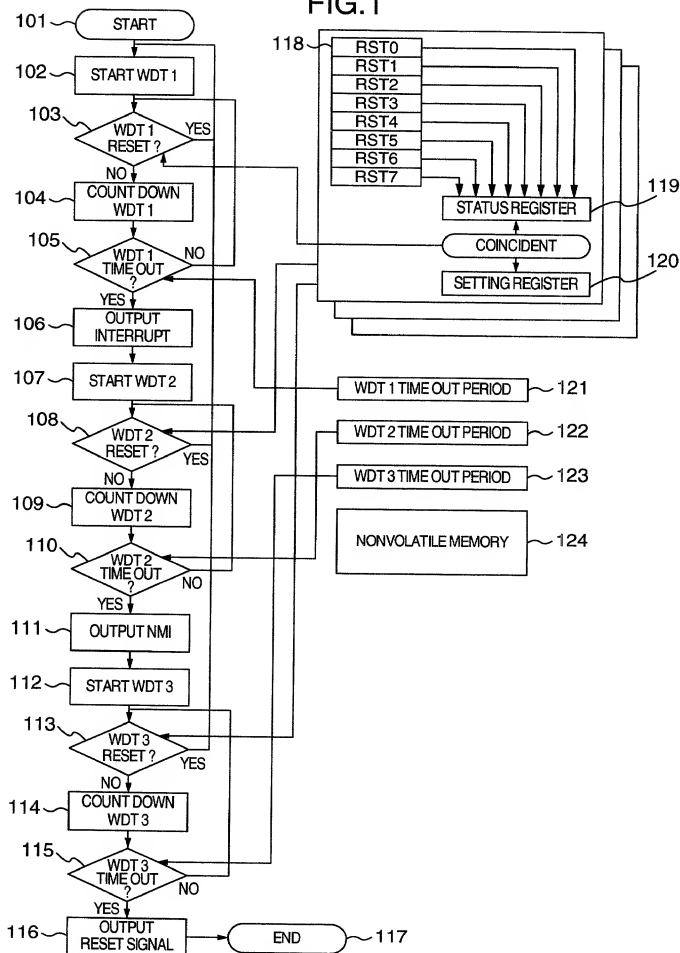 FIG.1
101 START
102 START WDT 1
103 WDT 1
RESET ?
YES
NO
104 COUNT DOWN
WDT 1
105 WDT 1
TIME OUT
?
NO
YES
106 OUTPUT
INTERRUPT
107 START WDT 2
108 WDT 2
RESET ?
YES
NO
109 COUNT DOWN
WDT 2
110 WDT 2
TIME OUT
?
NO
YES
111 OUTPUT NMI
112 START WDT 3
113 WDT 3
RESET ?
YES
NO
114 COUNT DOWN
WDT 3
115 WDT 3
TIME OUT
?
NO
YES
116 OUTPUT
RESET SIGNAL
END 117
118 RST0
RST1
RST2
RST3
RST4
RST5
RST6
RST7
STATUS REGISTER 119
COINCIDENT
SETTING REGISTER 120
WDT 1 TIME OUT PERIOD 121
WDT 2 TIME OUT PERIOD 122
WDT 3 TIME OUT PERIOD 123
NONVOLATILE MEMORY 124